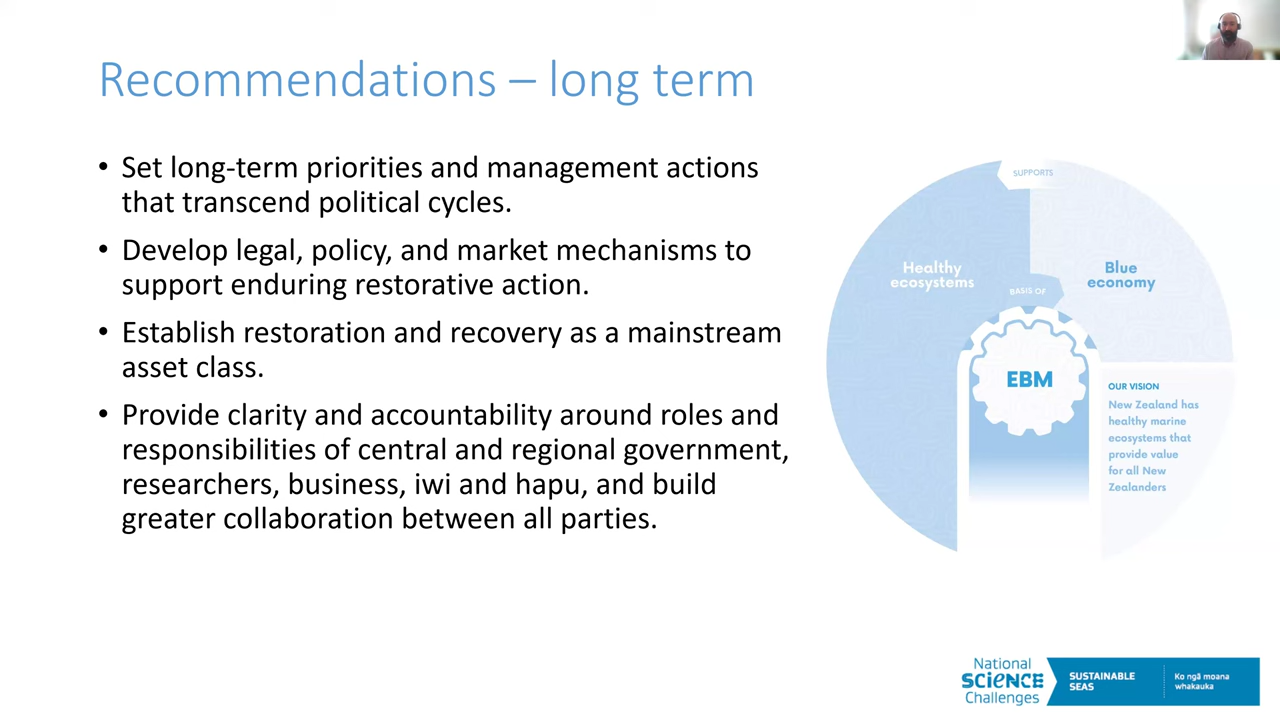 Recommendations – long term
• Set long-term priorities and management actions
that transcend political cycles.
• Develop legal, policy, and market mechanisms to
support enduring restorative action.
• Establish restoration and recovery as a mainstream
asset class.
• Provide clarity and accountability around roles and
responsibilities of central and regional government,
researchers, business, iwi and hapu, and build
greater collaboration between all parties.
SUPPORTS
Healthy
ecosystems
Blue
economy
BASIS OF
EBM
OUR VISION
New Zealand has
healthy marine
ecosystems that
provide value
for all New
Zealanders
National
SCIENCE
Challenges
SUSTAINABLE
SEAS
Ko ngā moana
whakauka